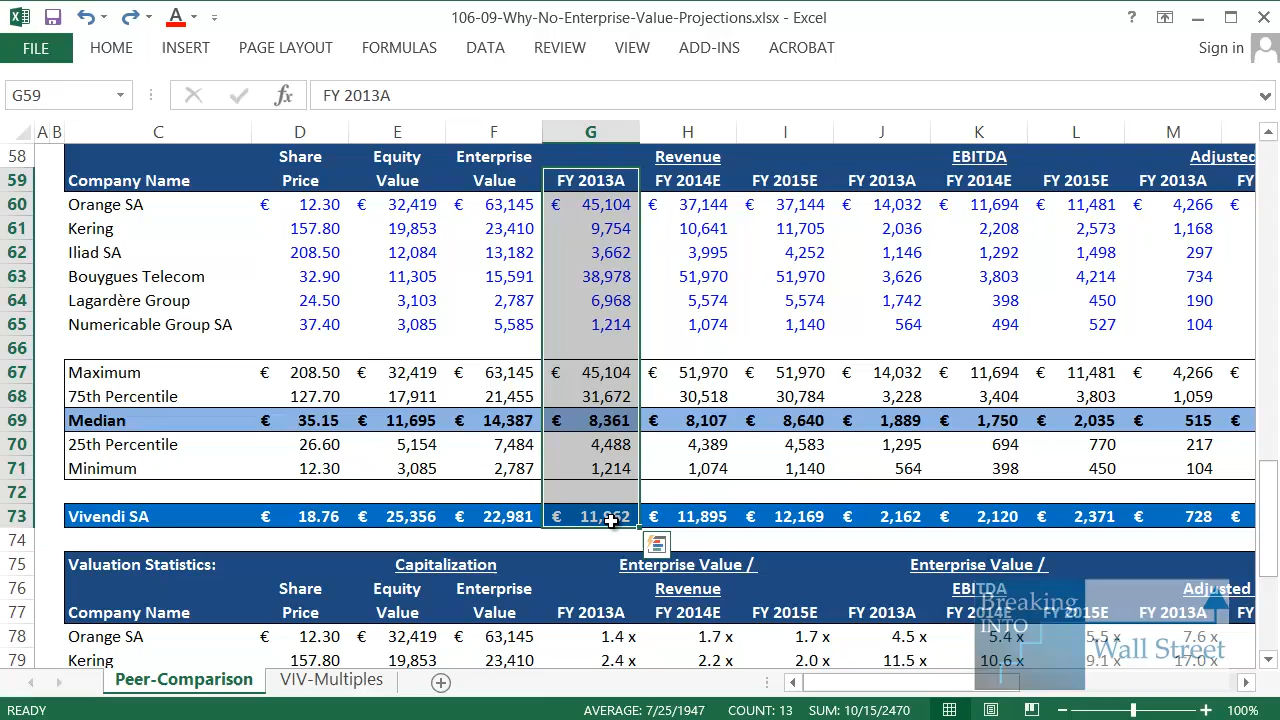 106-09-Why-No-Enterprise-Value-Projections.xlsx - Excel
FILE HOME INSERT PAGE LAYOUT FORMULAS DATA REVIEW VIEW ADD-INS ACROBAT Sign in
G59 fx FY 2013A
A B C D E F G H I J K L M
58 Share Equity Enterprise Revenue EBITDA Adjusted
59 Company Name Price Value Value FY 2013A FY 2014E FY 2015E FY 2013A FY 2014E FY 2015E FY 2013A FY
60 Orange SA € 12.30 € 32,419 € 63,145 € 45,104 € 37,144 € 37,144 € 14,032 € 11,694 € 11,481 € 4,266 €
61 Kering 157.80 19,853 23,410 9,754 10,641 11,705 2,036 2,208 2,573 1,168
62 Iliad SA 208.50 12,084 13,182 3,662 3,995 4,252 1,146 1,292 1,498 297
63 Bouygues Telecom 32.90 11,305 15,591 38,978 51,970 51,970 3,626 3,803 4,214 734
64 Lagardère Group 24.50 3,103 2,787 6,968 5,574 5,574 1,742 398 450 190
65 Numericable Group SA 37.40 3,085 5,585 1,214 1,074 1,140 564 494 527 104
66
67 Maximum € 208.50 € 32,419 € 63,145 € 45,104 € 51,970 € 51,970 € 14,032 € 11,694 € 11,481 € 4,266 €
68 75th Percentile 127.70 17,911 21,455 31,672 30,518 30,784 3,228 3,404 3,803 1,059
69 Median € 35.15 € 11,695 € 14,387 € 8,361 € 8,107 € 8,640 € 1,889 € 1,750 € 2,035 € 515 €
70 25th Percentile 26.60 5,154 7,484 4,488 4,389 4,583 1,295 694 770 217
71 Minimum 12.30 3,085 2,787 1,214 1,074 1,140 564 398 450 104
72
73 Vivendi SA € 18.76 € 25,356 € 22,981 € € 11,895 € 12,169 € 2,162 € 2,120 € 2,371 € 728 €
74
75 Valuation Statistics: Capitalization Enterprise Value / Enterprise Value /
76 Share Equity Enterprise Revenue EBITDA Adjusted
77 Company Name Price Value Value FY 2013A FY 2014E FY 2015E FY 2013A FY 2014E FY 2015E FY 2013A FY
78 Orange SA € 12.30 € 32,419 € 63,145 1.4 x 1.7 x 1.7 x 4.5 x 5.4 x 5.5 x 7.6 x
79 Kering 157.80 19,853 23,410 2.4 x 2.2 x 2.0 x 11.5 x 10.6 x 9.1 x 17.0 x
Breaking
INTO
Wall Street
Peer-Comparison VIV-Multiples
READY AVERAGE: 7/25/1947 COUNT: 13 SUM: 10/15/2470 100%